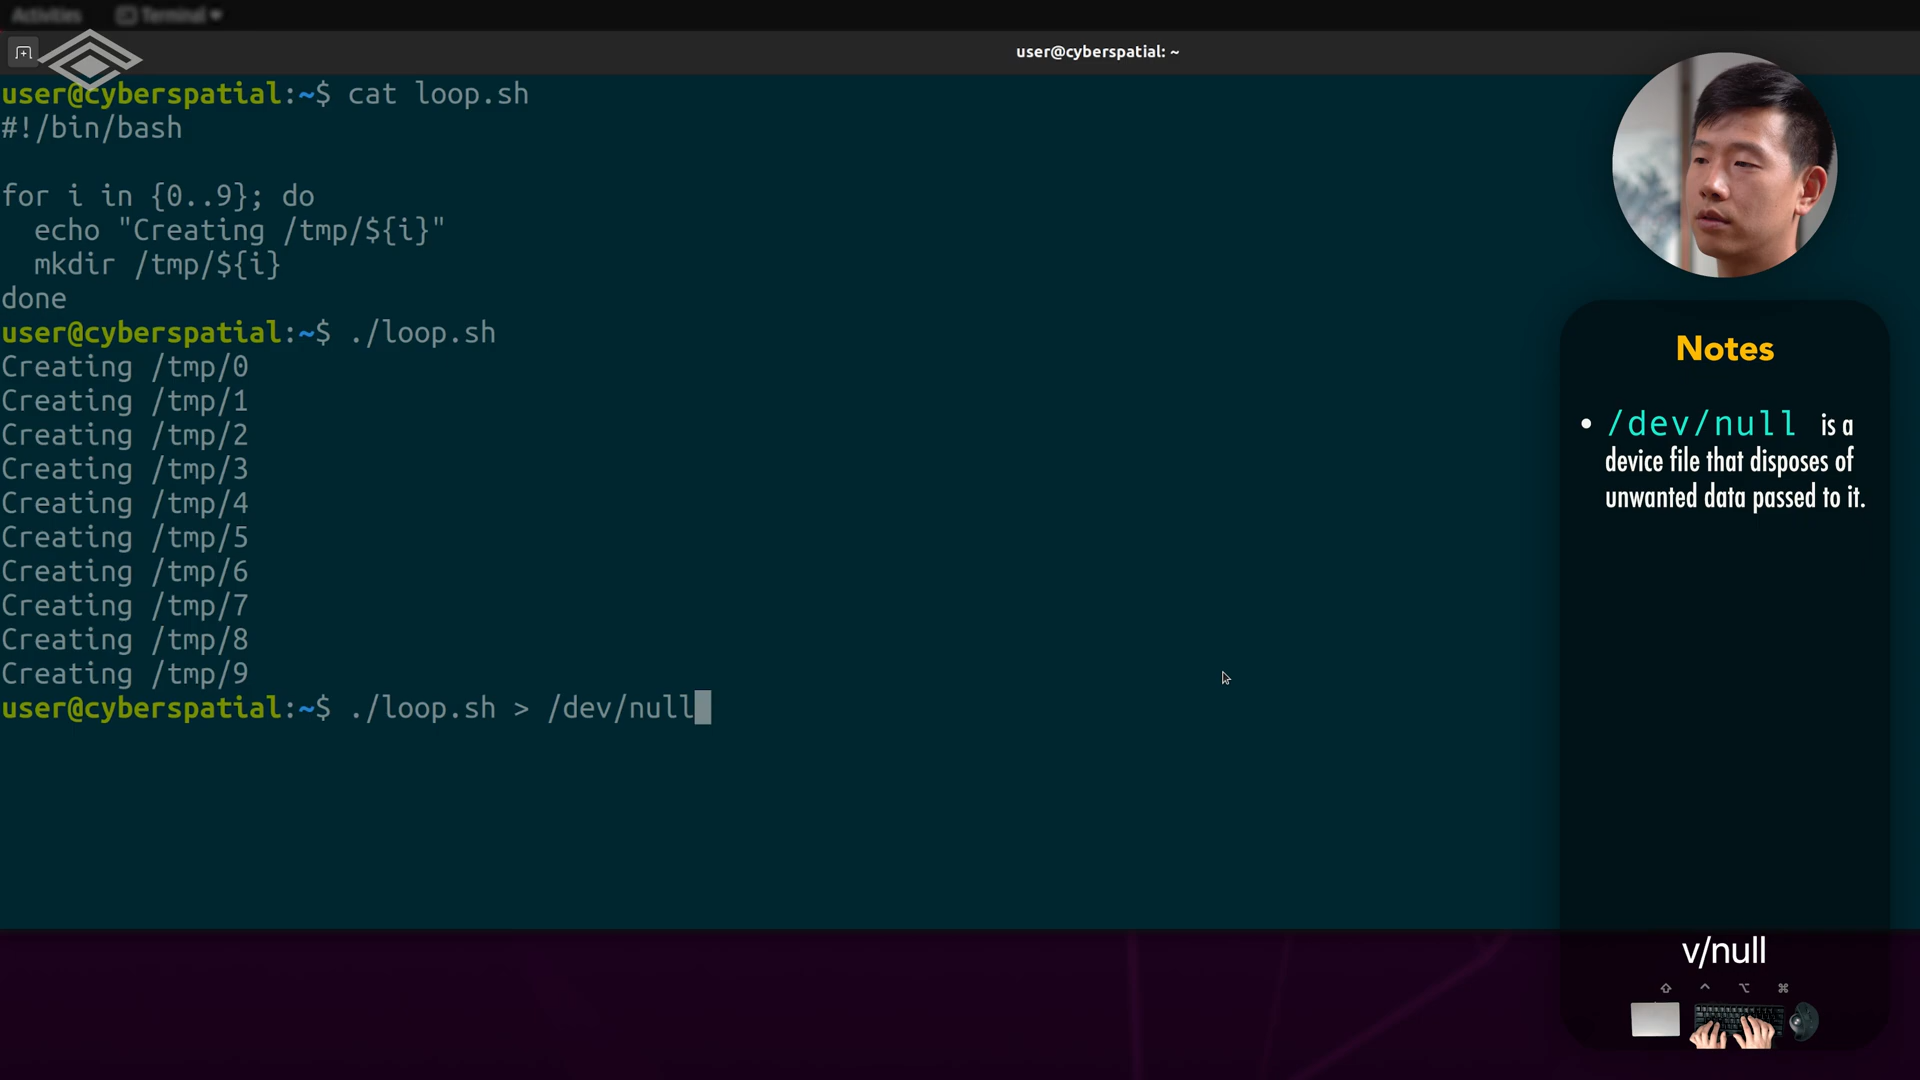 Activities
Terminal
user@cyberspatial: ~
user@cyberspatial:~$ cat loop.sh
#!/bin/bash
for i in {0..9}; do
  echo "Creating /tmp/${i}"
  mkdir /tmp/${i}
done
user@cyberspatial:~$ ./loop.sh
Creating /tmp/0
Creating /tmp/1
Creating /tmp/2
Creating /tmp/3
Creating /tmp/4
Creating /tmp/5
Creating /tmp/6
Creating /tmp/7
Creating /tmp/8
Creating /tmp/9
user@cyberspatial:~$ ./loop.sh > /dev/null
Notes
• /dev/null is a
device file that disposes of
unwanted data passed to it.
v/null